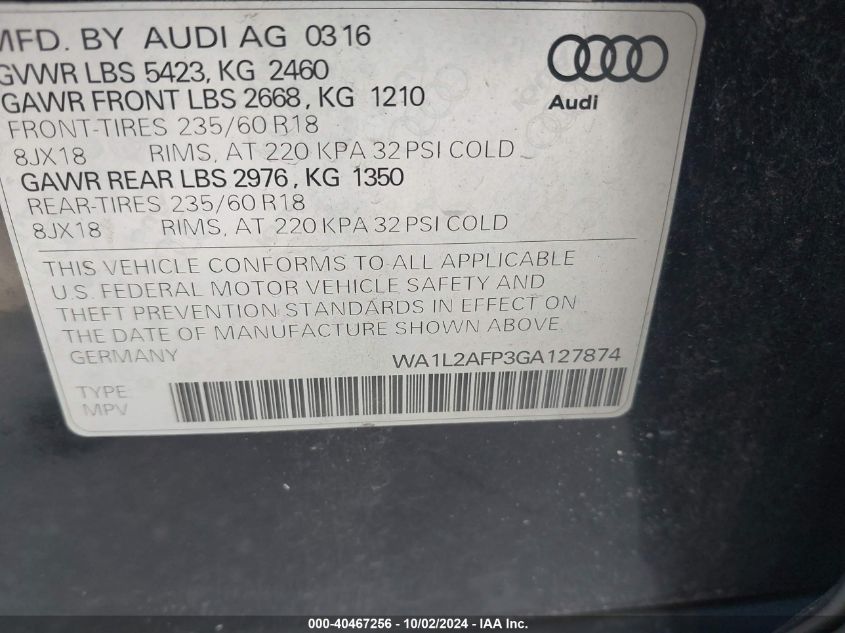 MFD. BY AUDI AG 0316
GVWR LBS 5423, KG 2460
GAWR FRONT LBS 2668, KG 1210
FRONT-TIRES 235/60 R18
8JX18 RIMS, AT 220 KPA 32 PSI COLD
GAWR REAR LBS 2976, KG 1350
REAR-TIRES 235/60 R18
8JX18 RIMS, AT 220 KPA 32 PSI COLD
Audi
THIS VEHICLE CONFORMS TO ALL APPLICABLE
U.S. FEDERAL MOTOR VEHICLE SAFETY AND
THEFT PREVENTION STANDARDS IN EFFECT ON
THE DATE OF MANUFACTURE SHOWN ABOVE.
GERMANY WA1L2AFP3GA127874
TYPE
MPV
000-40467256 - 10/02/2024 - IAA Inc.